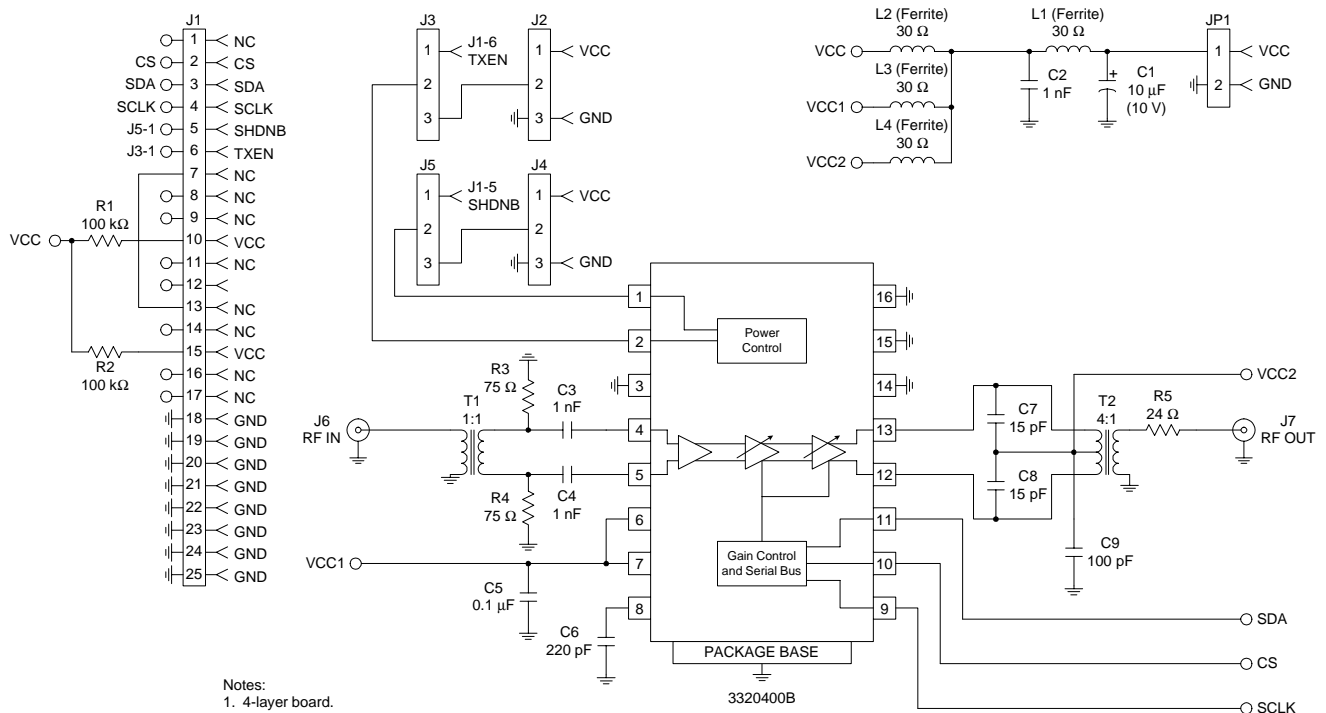 J1
1 NC
CS 2 CS
SDA 3 SDA
SCLK 4 SCLK
J5-1 5 SHDNB
J3-1 6 TXEN
7 NC
8 NC
9 NC
10 VCC
11 NC
12
13 NC
14 NC
15 VCC
16 NC
17 NC
18 GND
19 GND
20 GND
21 GND
22 GND
23 GND
24 GND
25 GND
VCC
R1
100 kΩ
R2
100 kΩ
J3
1
2
3
J1-6
TXEN
J2
1 VCC
2
3 GND
J5
1
2
3
J1-5
SHDNB
J4
1 VCC
2
3 GND
L2 (Ferrite)
30 Ω
VCC
L3 (Ferrite)
30 Ω
VCC1
L4 (Ferrite)
30 Ω
VCC2
L1 (Ferrite)
30 Ω
C2
1 nF
+
C1
10 µF
(10 V)
JP1
1 VCC
2 GND
1
2
3
4
5
6
7
8
16
15
14
13
12
11
10
9
Power
Control
Gain Control
and Serial Bus
PACKAGE BASE
3320400B
J6
RF IN
T1
1:1
R3
75 Ω
C3
1 nF
R4
75 Ω
C4
1 nF
VCC1
C5
0.1 µF
C6
220 pF
C7
15 pF
C8
15 pF
T2
4:1
R5
24 Ω
J7
RF OUT
VCC2
C9
100 pF
SDA
CS
SCLK
Notes:
1. 4-layer board.